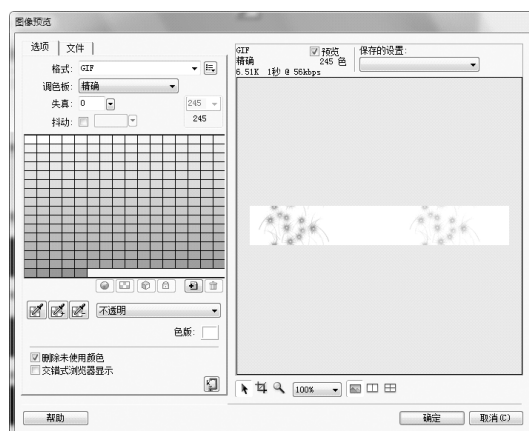 图像预览
选项 文件
格式: GIF
调色板: 精确
失真: 0 245
抖动: 245
不透明
色版:
删除未使用颜色
交错式浏览器显示
GIF 预览
精确 245 色
6.51K 1秒 @ 56kbps
保存的设置:
100%
帮助 确定 取消(C)